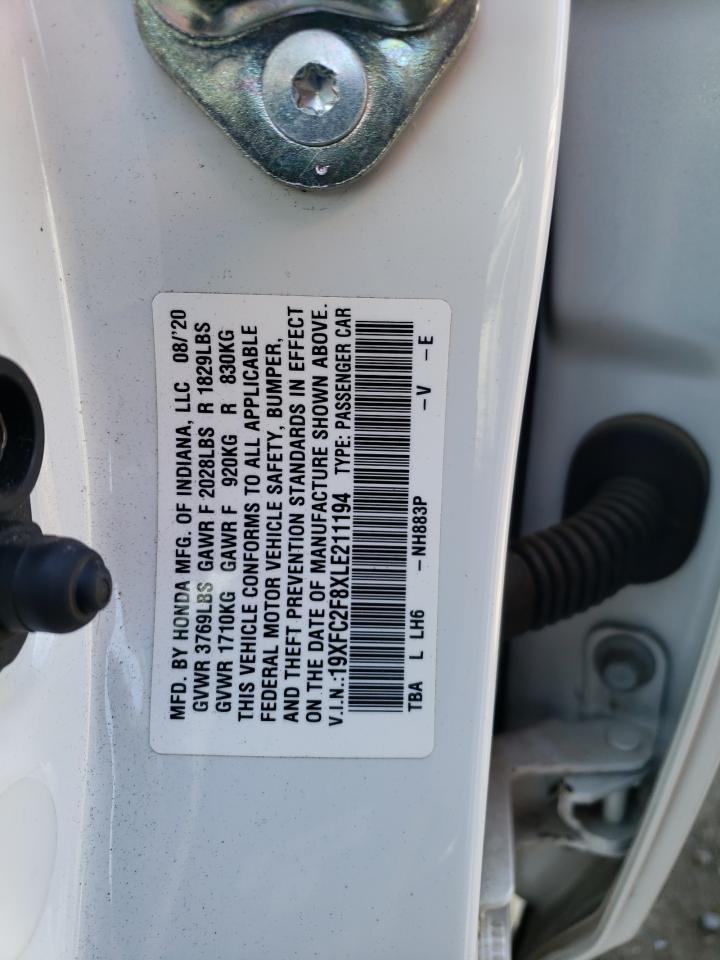 MFD. BY HONDA MFG. OF INDIANA, LLC 08/'20
GVWR 3769LBS GAWR F 2028LBS R 1829LBS
GVWR 1710KG GAWR F 920KG R 830KG
THIS VEHICLE CONFORMS TO ALL APPLICABLE
FEDERAL MOTOR VEHICLE SAFETY, BUMPER,
AND THEFT PREVENTION STANDARDS IN EFFECT
ON THE DATE OF MANUFACTURE SHOWN ABOVE.
V.I.N.:19XFC2F8XLE211194 TYPE: PASSENGER CAR
TBA L LH6 -NH883P -V -E